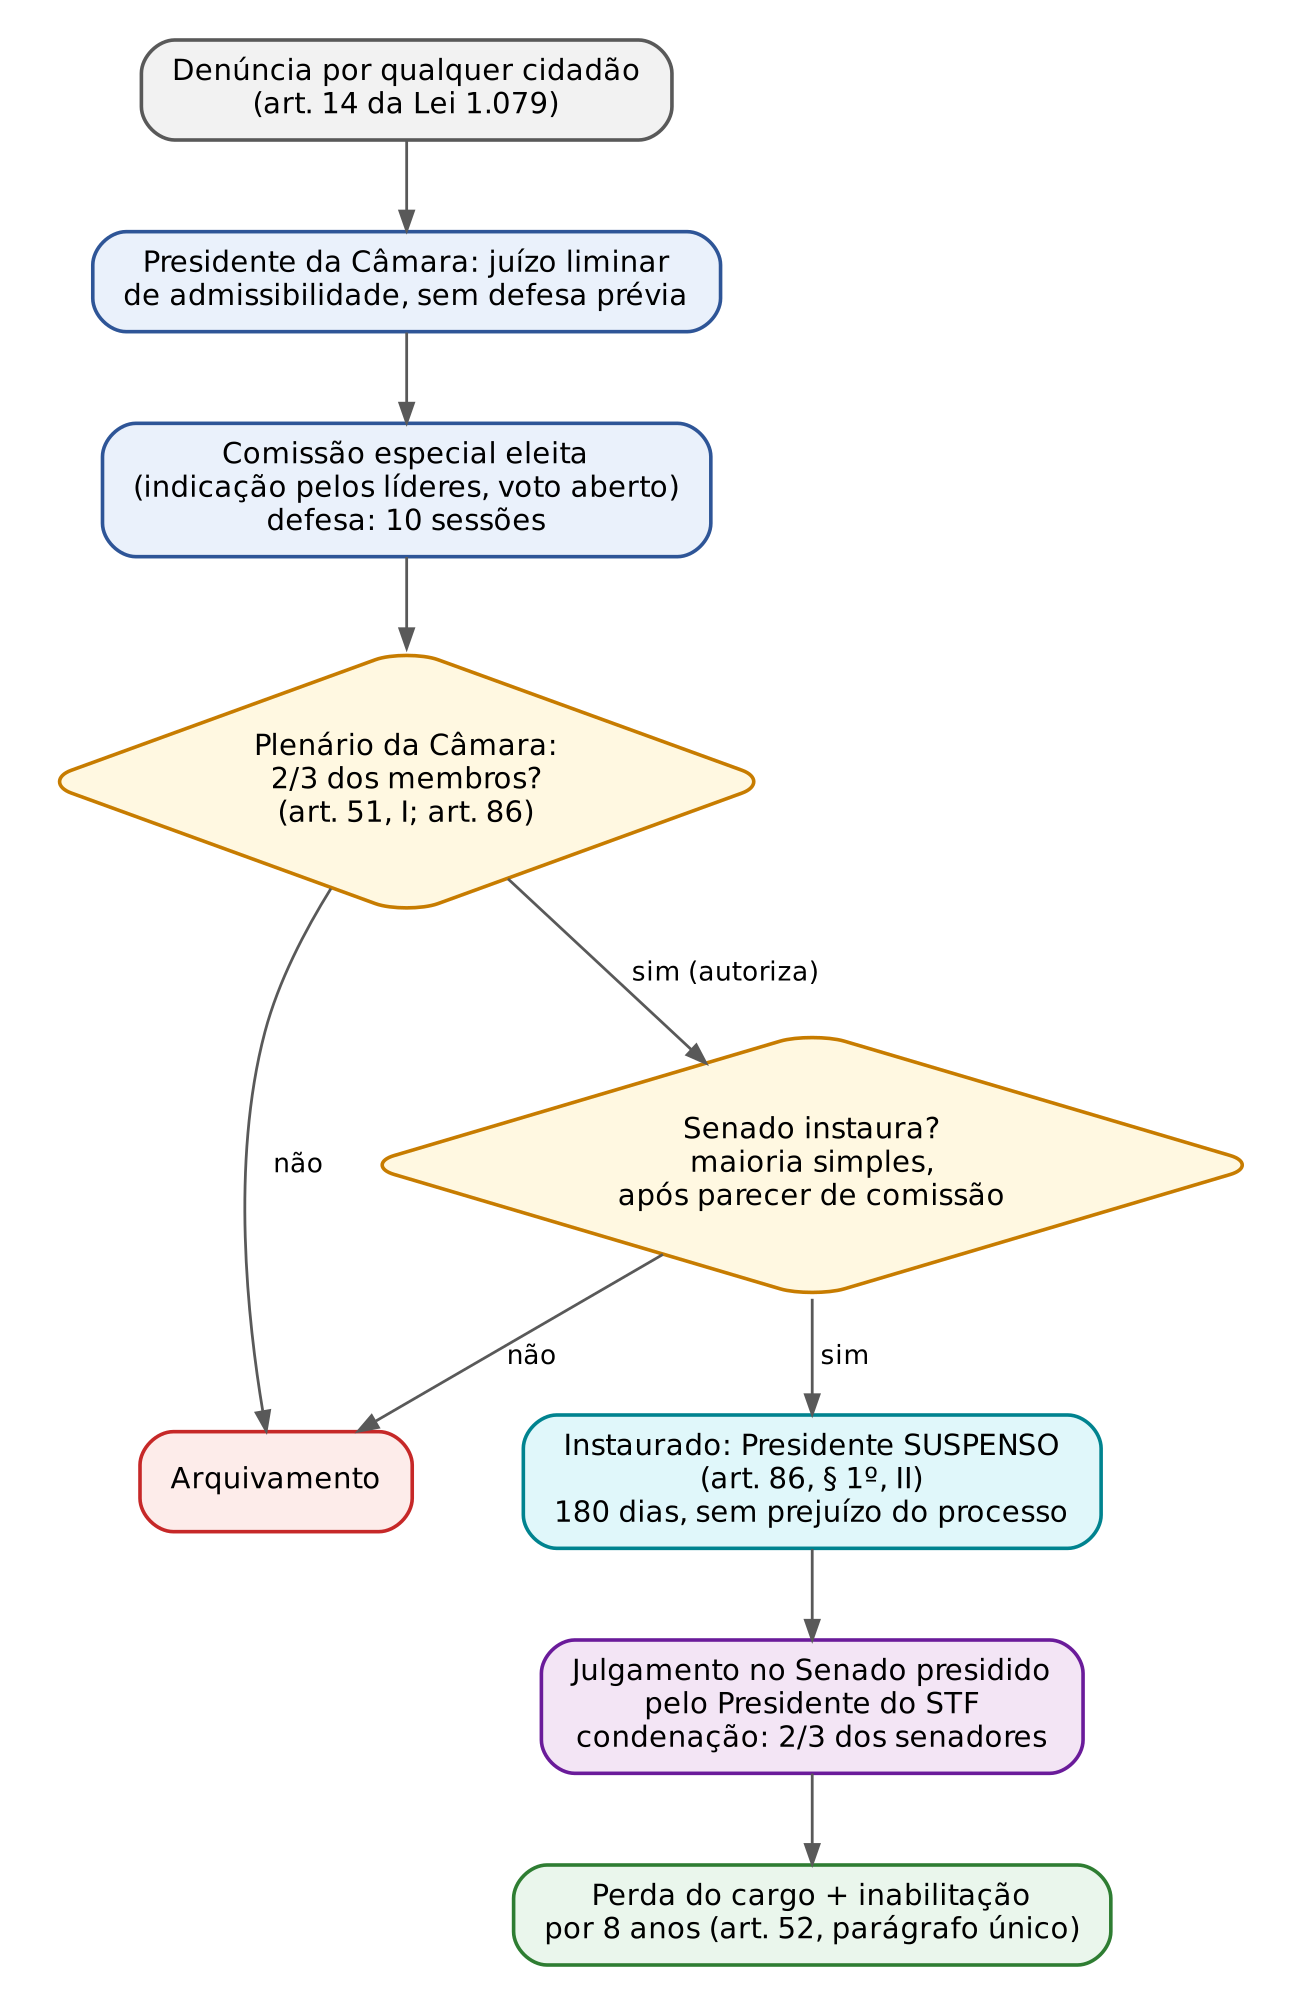 Denúncia por qualquer cidadão
(art. 14 da Lei 1.079)
Presidente da Câmara: juízo liminar
de admissibilidade, sem defesa prévia
Comissão especial eleita
(indicação pelos líderes, voto aberto)
defesa: 10 sessões
Plenário da Câmara:
2/3 dos membros?
(art. 51, I; art. 86)
sim (autoriza)
Senado instaura?
maioria simples,
após parecer de comissão
não
não
sim
Arquivamento
Instaurado: Presidente SUSPENSO
(art. 86, § 1º, II)
180 dias, sem prejuízo do processo
Julgamento no Senado presidido
pelo Presidente do STF
condenação: 2/3 dos senadores
Perda do cargo + inabilitação
por 8 anos (art. 52, parágrafo único)